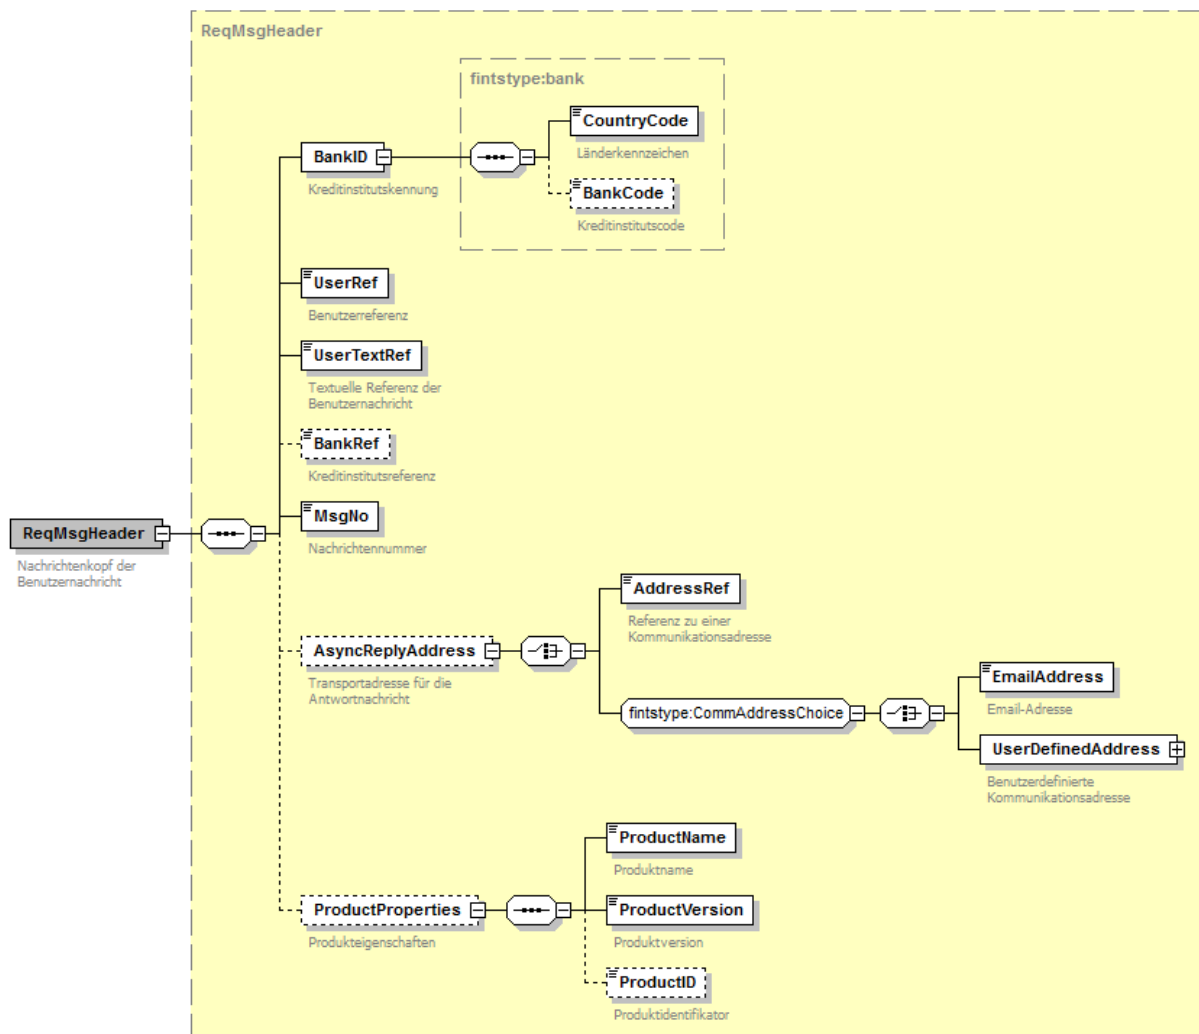 ReqMsgHeader
fintstype:bank
CountryCode
Länderkennzeichen
BankID
Kreditinstitutskennung
BankCode
Kreditinstitutscode
UserRef
Benutzerreferenz
UserTextRef
Textuelle Referenz der
Benutzernachricht
BankRef
Kreditinstitutsreferenz
MsgNo
Nachrichtennummer
ReqMsgHeader
Nachrichtenkopf der
Benutzernachricht
AddressRef
Referenz zu einer
Kommunikationsadresse
AsyncReplyAddress
Transportadresse für die
Antwortnachricht
fintstype:CommAddressChoice
EmailAddress
Email-Adresse
UserDefinedAddress
Benutzerdefinierte
Kommunikationsadresse
ProductName
Produktname
ProductProperties
Produkteigenschaften
ProductVersion
Produktversion
ProductID
Produktidentifikator